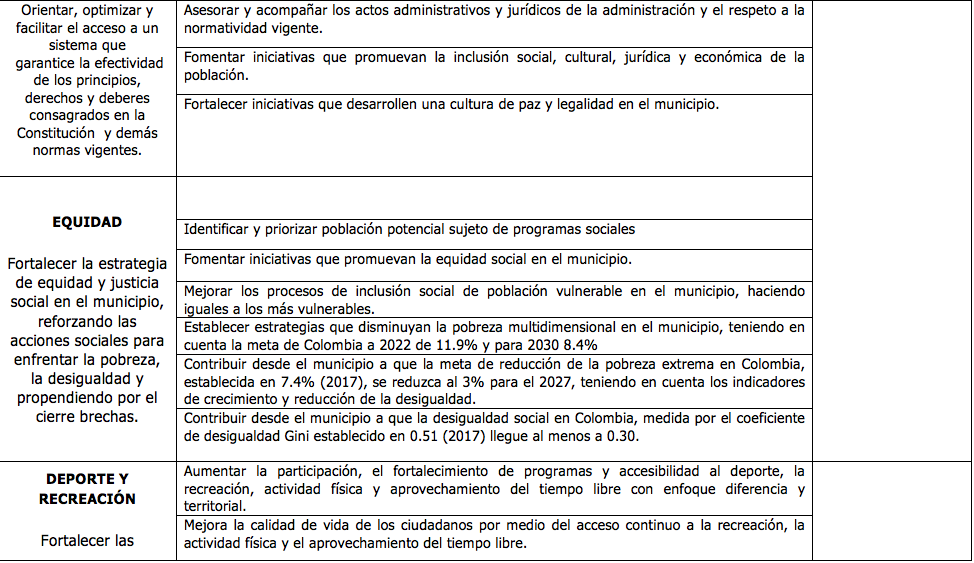 Orientar, optimizar y
facilitar el acceso a un
sistema que
garantice la efectividad
de los principios,
derechos y deberes
consagrados en la
Constitución y demás
normas vigentes.
Asesorar y acompañar los actos administrativos y jurídicos de la administración y el respeto a la
normatividad vigente.
Fomentar iniciativas que promuevan la inclusión social, cultural, jurídica y económica de la
población.
Fortalecer iniciativas que desarrollen una cultura de paz y legalidad en el municipio.
EQUIDAD
Fortalecer la estrategia
de equidad y justicia
social en el municipio,
reforzando las
acciones sociales para
enfrentar la pobreza,
la desigualdad y
propendiendo por el
cierre brechas.
Identificar y priorizar población potencial sujeto de programas sociales
Fomentar iniciativas que promuevan la equidad social en el municipio.
Mejorar los procesos de inclusión social de población vulnerable en el municipio, haciendo
iguales a los más vulnerables.
Establecer estrategias que disminuyan la pobreza multidimensional en el municipio, teniendo en
cuenta la meta de Colombia a 2022 de 11.9% y para 2030 8.4%
Contribuir desde el municipio a que la meta de reducción de la pobreza extrema en Colombia,
establecida en 7.4% (2017), se reduzca al 3% para el 2027, teniendo en cuenta los indicadores
de crecimiento y reducción de la desigualdad.
Contribuir desde el municipio a que la desigualdad social en Colombia, medida por el coeficiente
de desigualdad Gini establecido en 0.51 (2017) llegue al menos a 0.30.
DEPORTE Y
RECREACIÓN
Fortalecer las
Aumentar la participación, el fortalecimiento de programas y accesibilidad al deporte, la
recreación, actividad física y aprovechamiento del tiempo libre con enfoque diferencia y
territorial.
Mejora la calidad de vida de los ciudadanos por medio del acceso continuo a la recreación, la
actividad física y el aprovechamiento del tiempo libre.